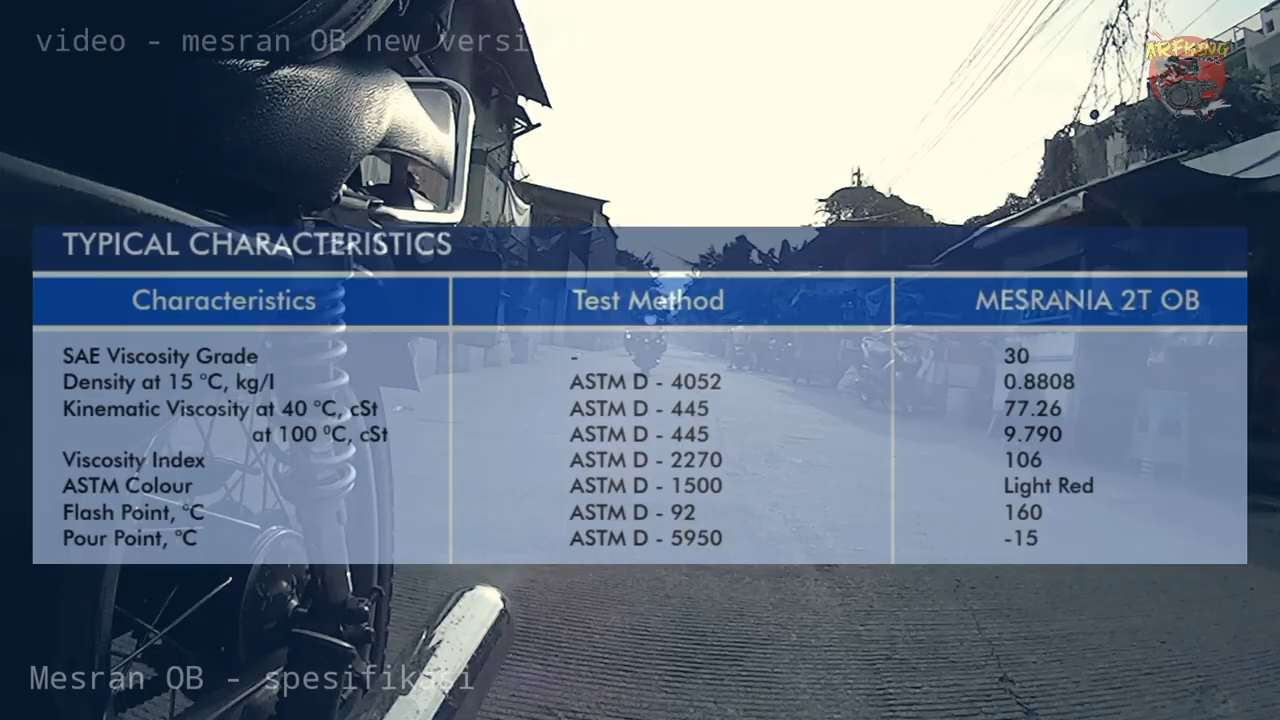 video - mesran OB new versi
ARFKING
TYPICAL CHARACTERISTICS
Characteristics Test Method MESRANIA 2T OB
SAE Viscosity Grade - 30
Density at 15 °C, kg/l ASTM D - 4052 0.8808
Kinematic Viscosity at 40 °C, cSt ASTM D - 445 77.26
at 100 °C, cSt ASTM D - 445 9.790
Viscosity Index ASTM D - 2270 106
ASTM Colour ASTM D - 1500 Light Red
Flash Point, °C ASTM D - 92 160
Pour Point, °C ASTM D - 5950 -15
Mesran OB - spesifikasi